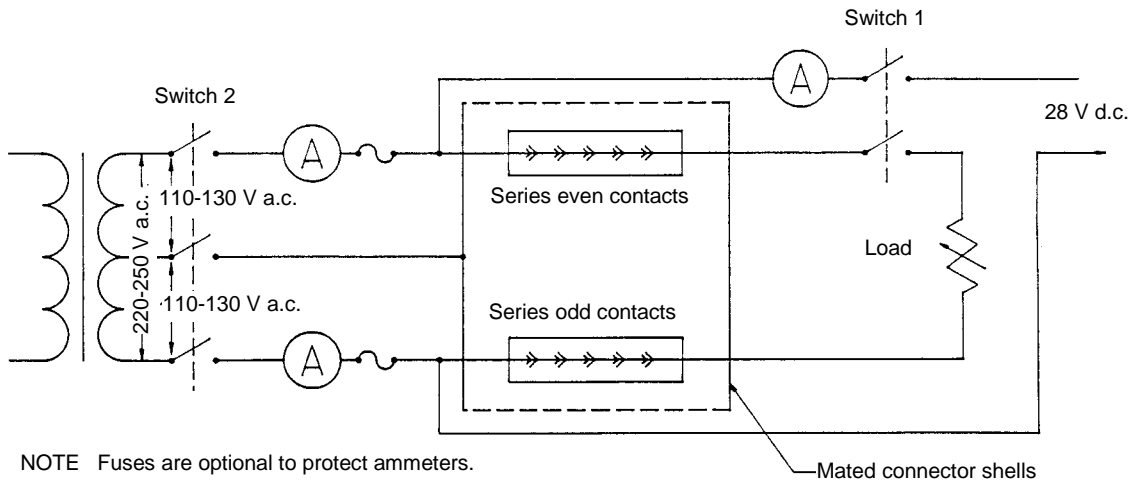 Switch 1
A
Switch 2
28 V d.c.
A
110-130 V a.c.
Series even contacts
220-250 V a.c.
Load
110-130 V a.c.
Series odd contacts
A
NOTE Fuses are optional to protect ammeters.
Mated connector shells